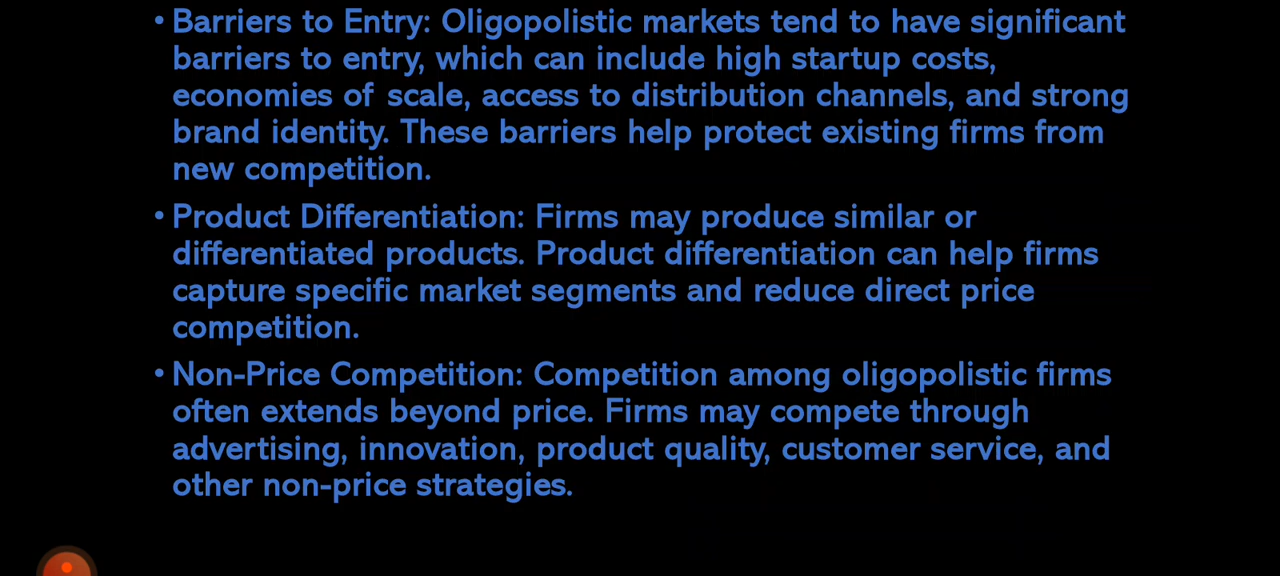 • Barriers to Entry: Oligopolistic markets tend to have significant
barriers to entry, which can include high startup costs,
economies of scale, access to distribution channels, and strong
brand identity. These barriers help protect existing firms from
new competition.
• Product Differentiation: Firms may produce similar or
differentiated products. Product differentiation can help firms
capture specific market segments and reduce direct price
competition.
• Non-Price Competition: Competition among oligopolistic firms
often extends beyond price. Firms may compete through
advertising, innovation, product quality, customer service, and
other non-price strategies.